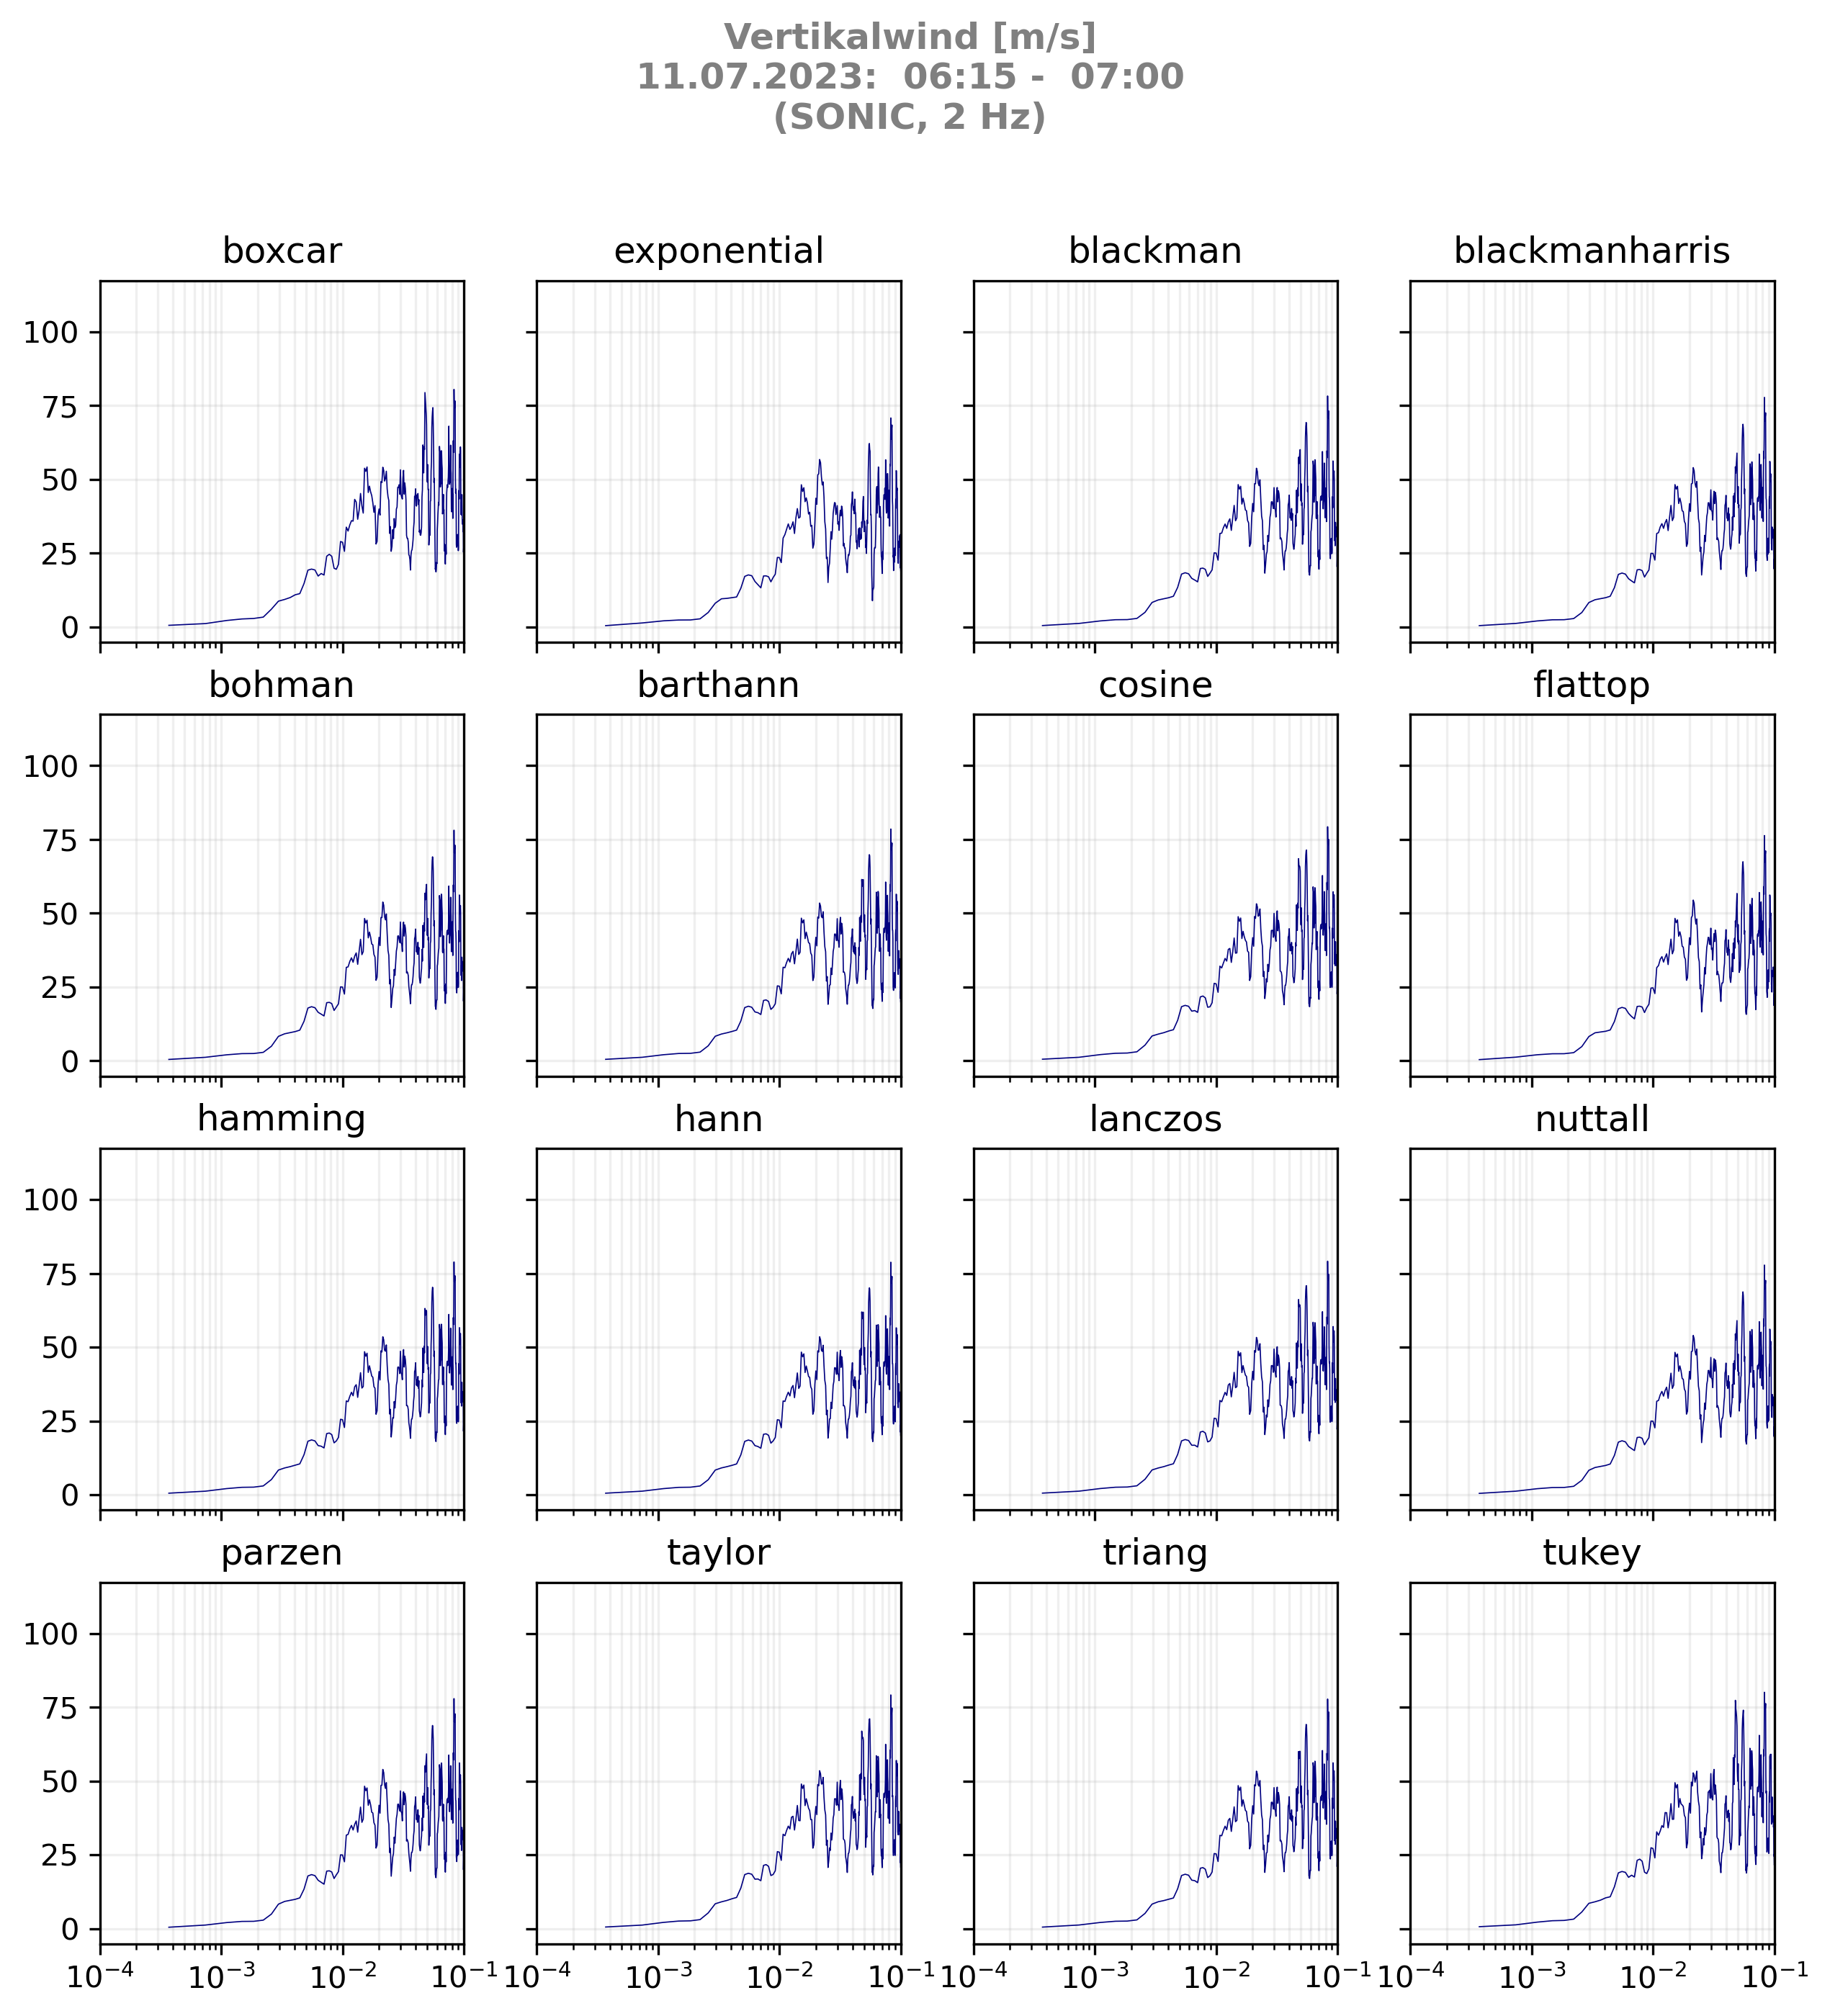 Vertikalwind [m/s]
11.07.2023:  06:15 -  07:00
(SONIC, 2 Hz)
boxcar exponential blackman blackmanharris
100
75
50
25
0
bohman barthann cosine flattop
100
75
50
25
0
hamming hann lanczos nuttall
100
75
50
25
0
parzen taylor triang tukey
100
75
50
25
0
10⁻⁴ 10⁻³ 10⁻² 10⁻¹ 10⁻⁴ 10⁻³ 10⁻² 10⁻¹ 10⁻⁴ 10⁻³ 10⁻² 10⁻¹ 10⁻⁴ 10⁻³ 10⁻² 10⁻¹